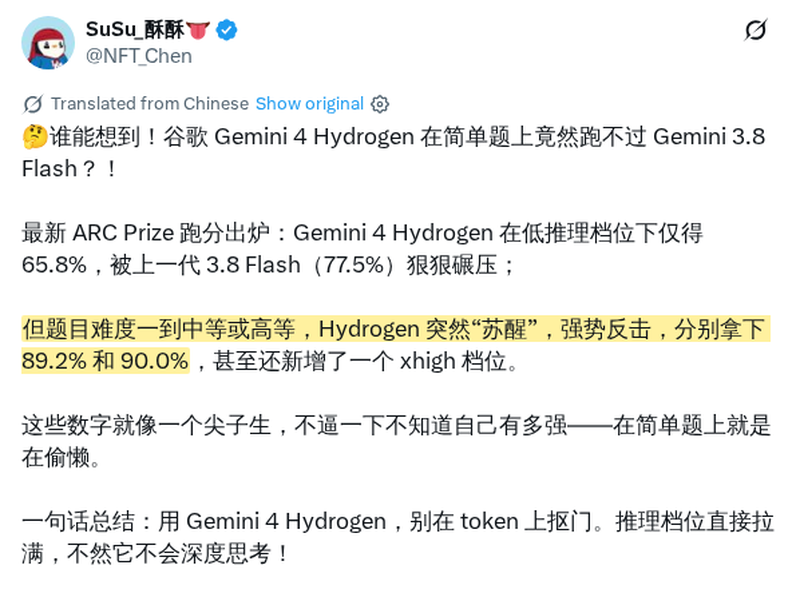 SuSu_酥酥👅
@NFT_Chen
Translated from Chinese Show original
🤔谁能想到！谷歌 Gemini 4 Hydrogen 在简单题上竟然跑不过 Gemini 3.8
Flash？！
最新 ARC Prize 跑分出炉：Gemini 4 Hydrogen 在低推理档位下仅得
65.8%，被上一代 3.8 Flash（77.5%）狠狠碾压；
但题目难度一到中等或高等，Hydrogen 突然“苏醒”，强势反击，分别拿下
89.2% 和 90.0%，甚至还新增了一个 xhigh 档位。
这些数字就像一个尖子生，不逼一下不知道自己有多强——在简单题上就是
在偷懒。
一句话总结：用 Gemini 4 Hydrogen，别在 token 上抠门。推理档位直接拉
满，不然它不会深度思考！